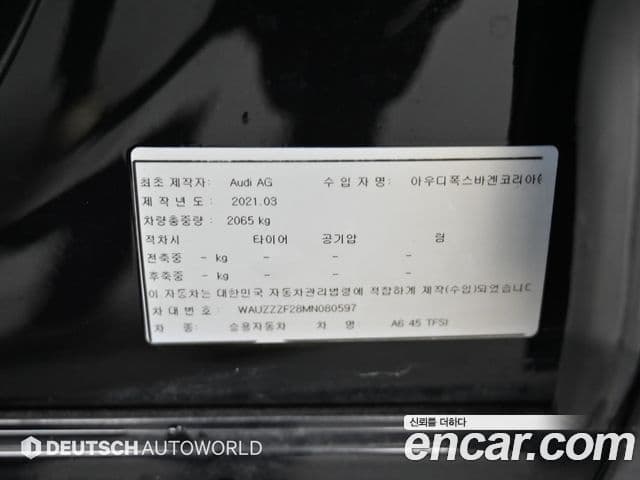 최초 제작자: Audi AG 수 입 자 명: 아우디폭스바겐코리아
제 작 년 도 : 2021.03
차량총중량 : 2065 kg
적차시 타이어 공기압 림
전축중 - kg - - -
후축중 - kg - - -
이 자동차는 대한민국 자동차관리법령에 적합하게 제작(수입)되었습니다
차 대 번 호 : WAUZZZF28MN080597
차 종: 승용자동차 차 명: A6 45 TFSI
DEUTSCH AUTOWORLD
신뢰를 더하다
encar.com